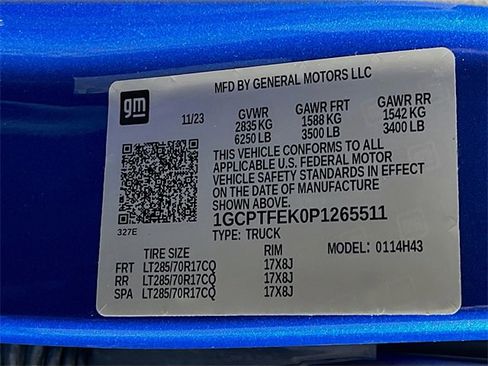 MFD BY GENERAL MOTORS LLC
gm
11/23
GVWR GAWR FRT GAWR RR
2835 KG 1588 KG 1542 KG
6250 LB 3500 LB 3400 LB
THIS VEHICLE CONFORMS TO ALL
APPLICABLE U.S. FEDERAL MOTOR
VEHICLE SAFETY STANDARDS IN EFFECT
ON THE DATE OF MANUFACTURE
SHOWN ABOVE.
1GCPTFEK0P1265511
327E
TYPE: TRUCK
MODEL: 0114H43
TIRE SIZE RIM
FRT LT285/70R17CQ 17X8J
RR LT285/70R17CQ 17X8J
SPA LT285/70R17CQ 17X8J